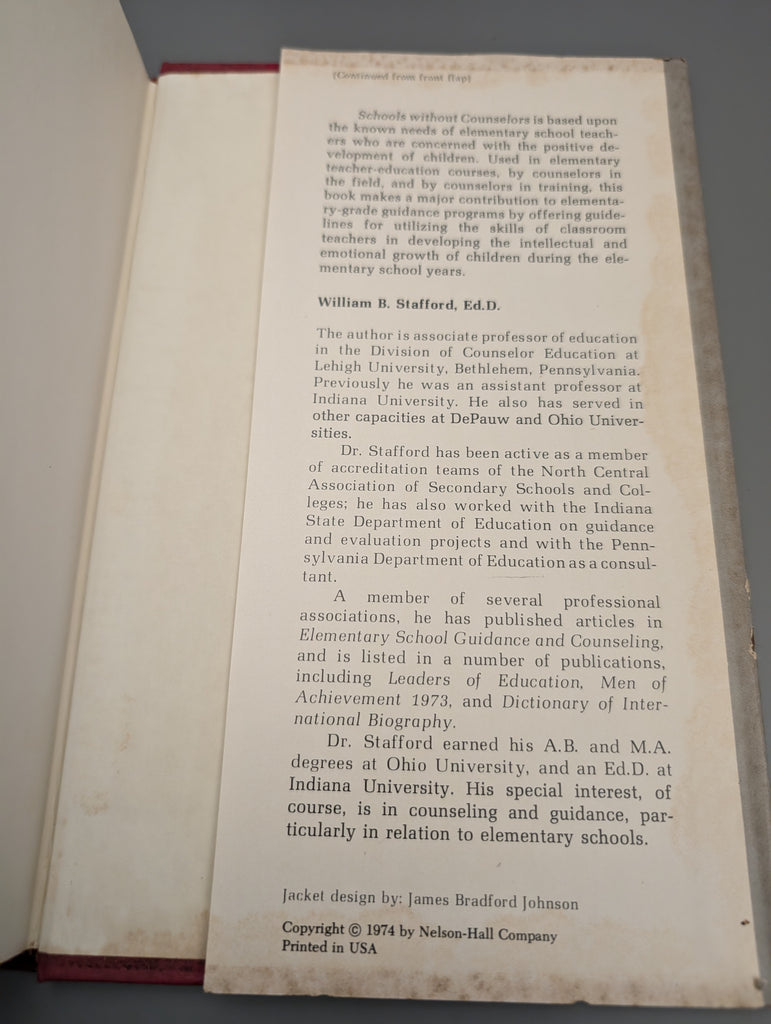 (Continued from front flap)
Schools without Counselors is based upon
the known needs of elementary school teach-
ers who are concerned with the positive de-
velopment of children. Used in elementary
teacher-education courses, by counselors in
the field, and by counselors in training, this
book makes a major contribution to elementa-
ry-grade guidance programs by offering guide-
lines for utilizing the skills of classroom
teachers in developing the intellectual and
emotional growth of children during the ele-
mentary school years.
William B. Stafford, Ed.D.
The author is associate professor of education
in the Division of Counselor Education at
Lehigh University, Bethlehem, Pennsylvania.
Previously he was an assistant professor at
Indiana University. He also has served in
other capacities at DePauw and Ohio Univer-
sities.
Dr. Stafford has been active as a member
of accreditation teams of the North Central
Association of Secondary Schools and Col-
leges; he has also worked with the Indiana
State Department of Education on guidance
and evaluation projects and with the Penn-
sylvania Department of Education as a consul-
tant.
A member of several professional
associations, he has published articles in
Elementary School Guidance and Counseling,
and is listed in a number of publications,
including Leaders of Education, Men of
Achievement 1973, and Dictionary of Inter-
national Biography.
Dr. Stafford earned his A.B. and M.A.
degrees at Ohio University, and an Ed.D. at
Indiana University. His special interest, of
course, is in counseling and guidance, par-
ticularly in relation to elementary schools.
Jacket design by: James Bradford Johnson
Copyright © 1974 by Nelson-Hall Company
Printed in USA